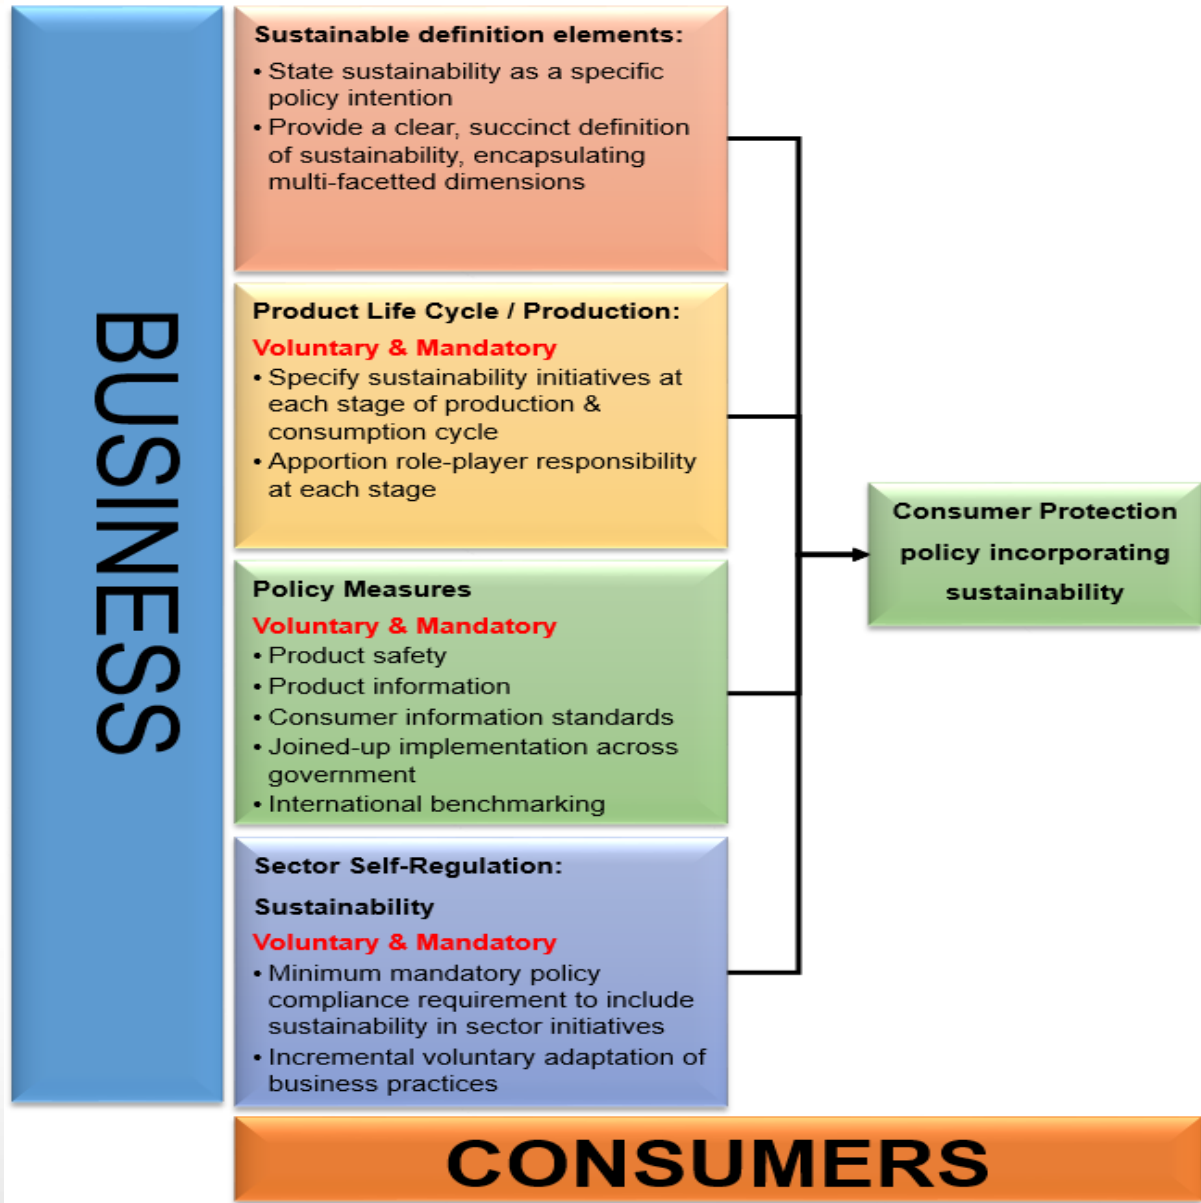 BUSINESS
Sustainable definition elements:
• State sustainability as a specific
policy intention
• Provide a clear, succinct definition
of sustainability, encapsulating
multi-facetted dimensions
Product Life Cycle / Production:
Voluntary & Mandatory
• Specify sustainability initiatives at
each stage of production &
consumption cycle
• Apportion role-player responsibility
at each stage
Policy Measures
Voluntary & Mandatory
• Product safety
• Product information
• Consumer information standards
• Joined-up implementation across
government
• International benchmarking
Sector Self-Regulation:
Sustainability
Voluntary & Mandatory
• Minimum mandatory policy
compliance requirement to include
sustainability in sector initiatives
• Incremental voluntary adaptation of
business practices
Consumer Protection
policy incorporating
sustainability
CONSUMERS